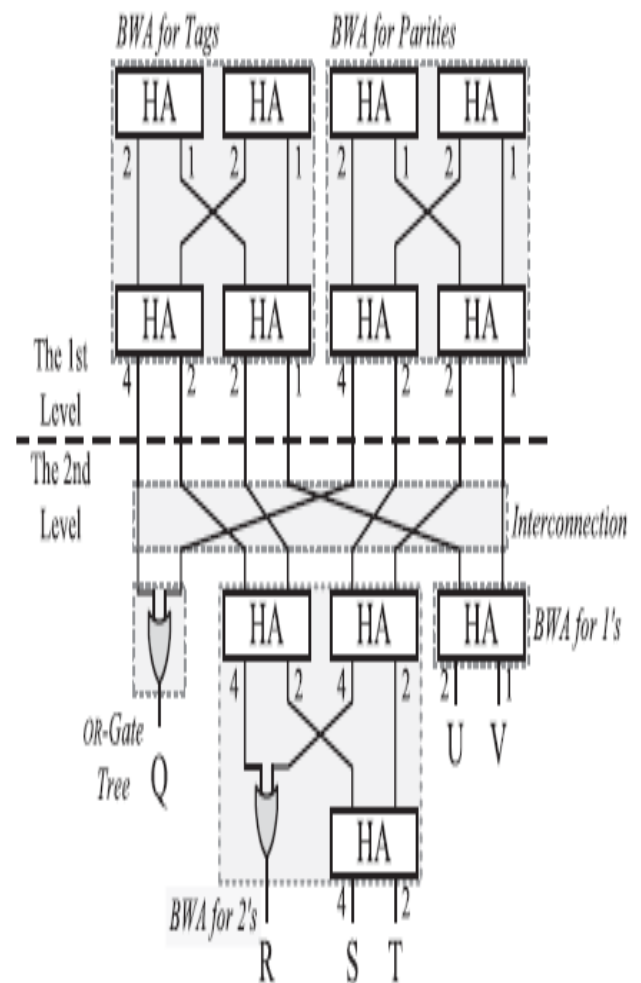 BWA for Tags BWA for Parities
HA HA HA HA
2 1 2 1 2 1 2 1
HA HA HA HA
4 2 2 1 4 2 2 1
The 1st
Level
The 2nd
Level
Interconnection
HA HA HA BWA for 1's
4 2 4 2 2 1
U V
OR-Gate
Tree Q
HA
BWA for 2's 4 2
R S T